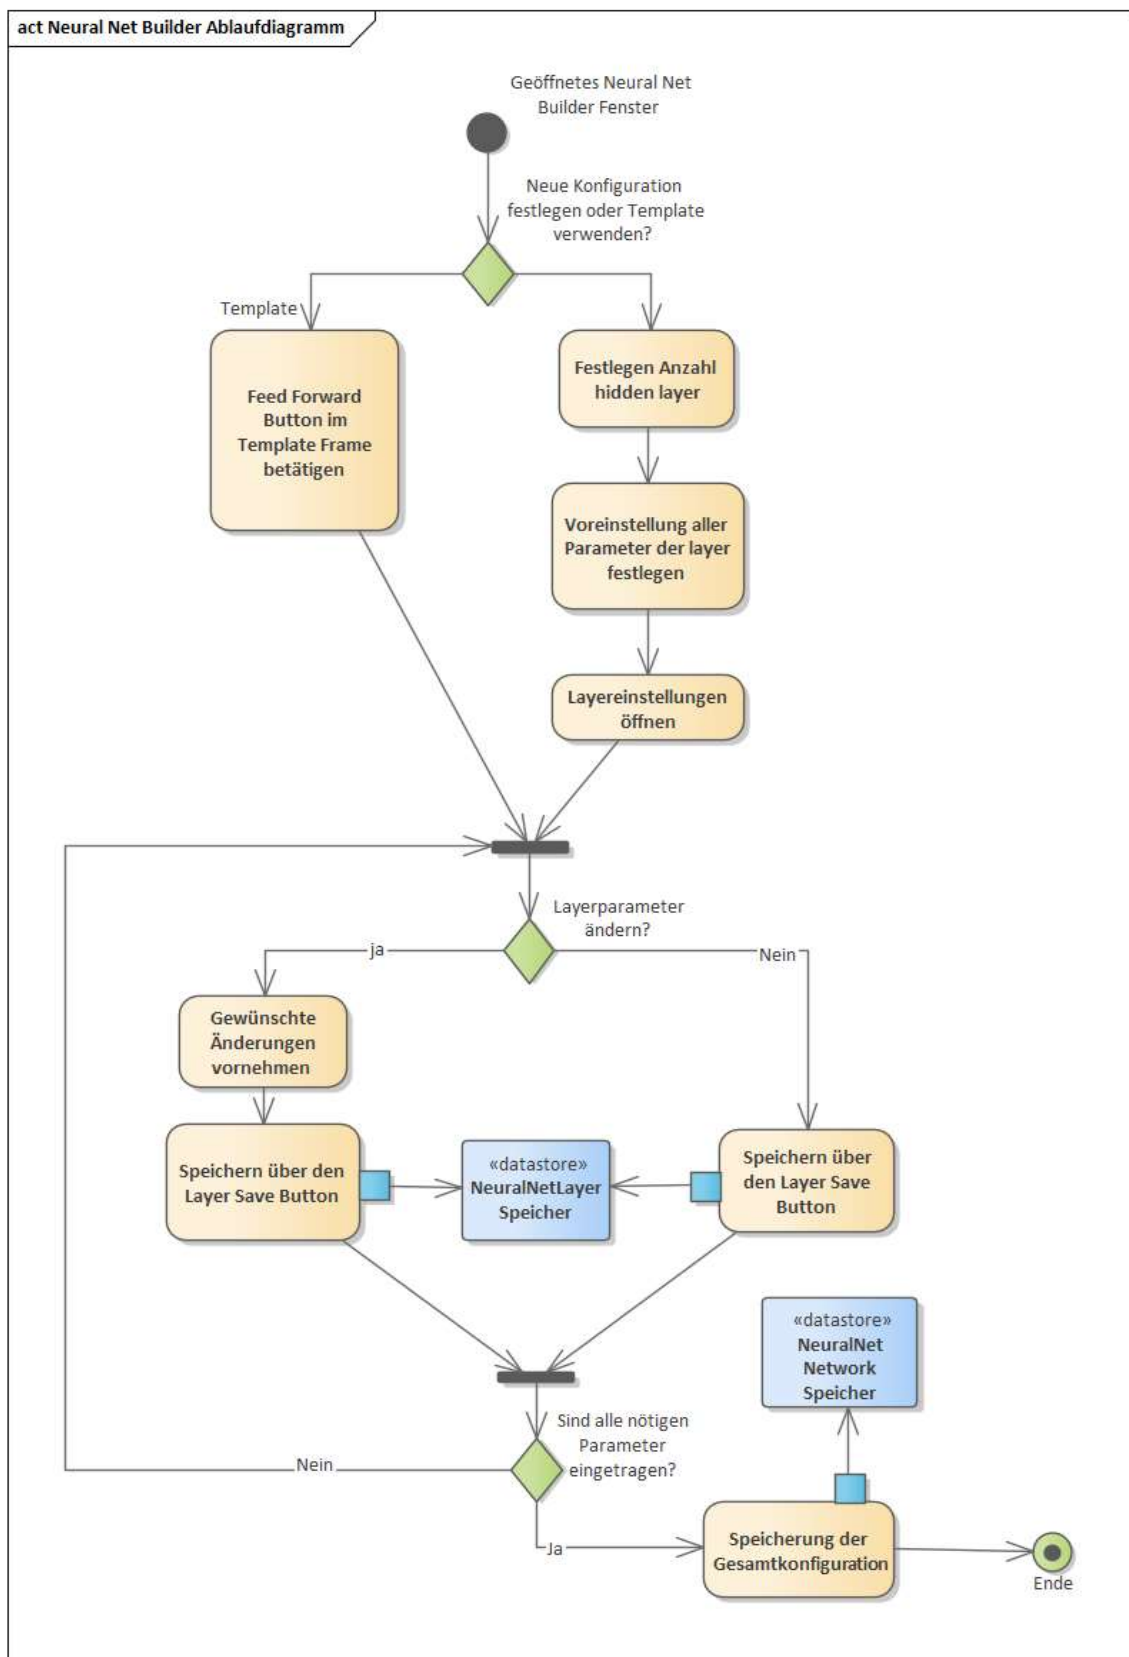 act Neural Net Builder Ablaufdiagramm
Geöffnetes Neural Net
Builder Fenster
Neue Konfiguration
festlegen oder Template
verwenden?
Template
Feed Forward
Button im
Template Frame
betätigen
Festlegen Anzahl
hidden layer
Voreinstellung aller
Parameter der layer
festlegen
Layereinstellungen
öffnen
Layerparameter
ändern?
ja
Nein
Gewünschte
Änderungen
vornehmen
Speichern über den
Layer Save Button
«datastore»
NeuralNetLayer
Speicher
Speichern über
den Layer Save
Button
«datastore»
NeuralNet
Network
Speicher
Sind alle nötigen
Parameter
eingetragen?
Nein
Ja
Speicherung der
Gesamtkonfiguration
Ende